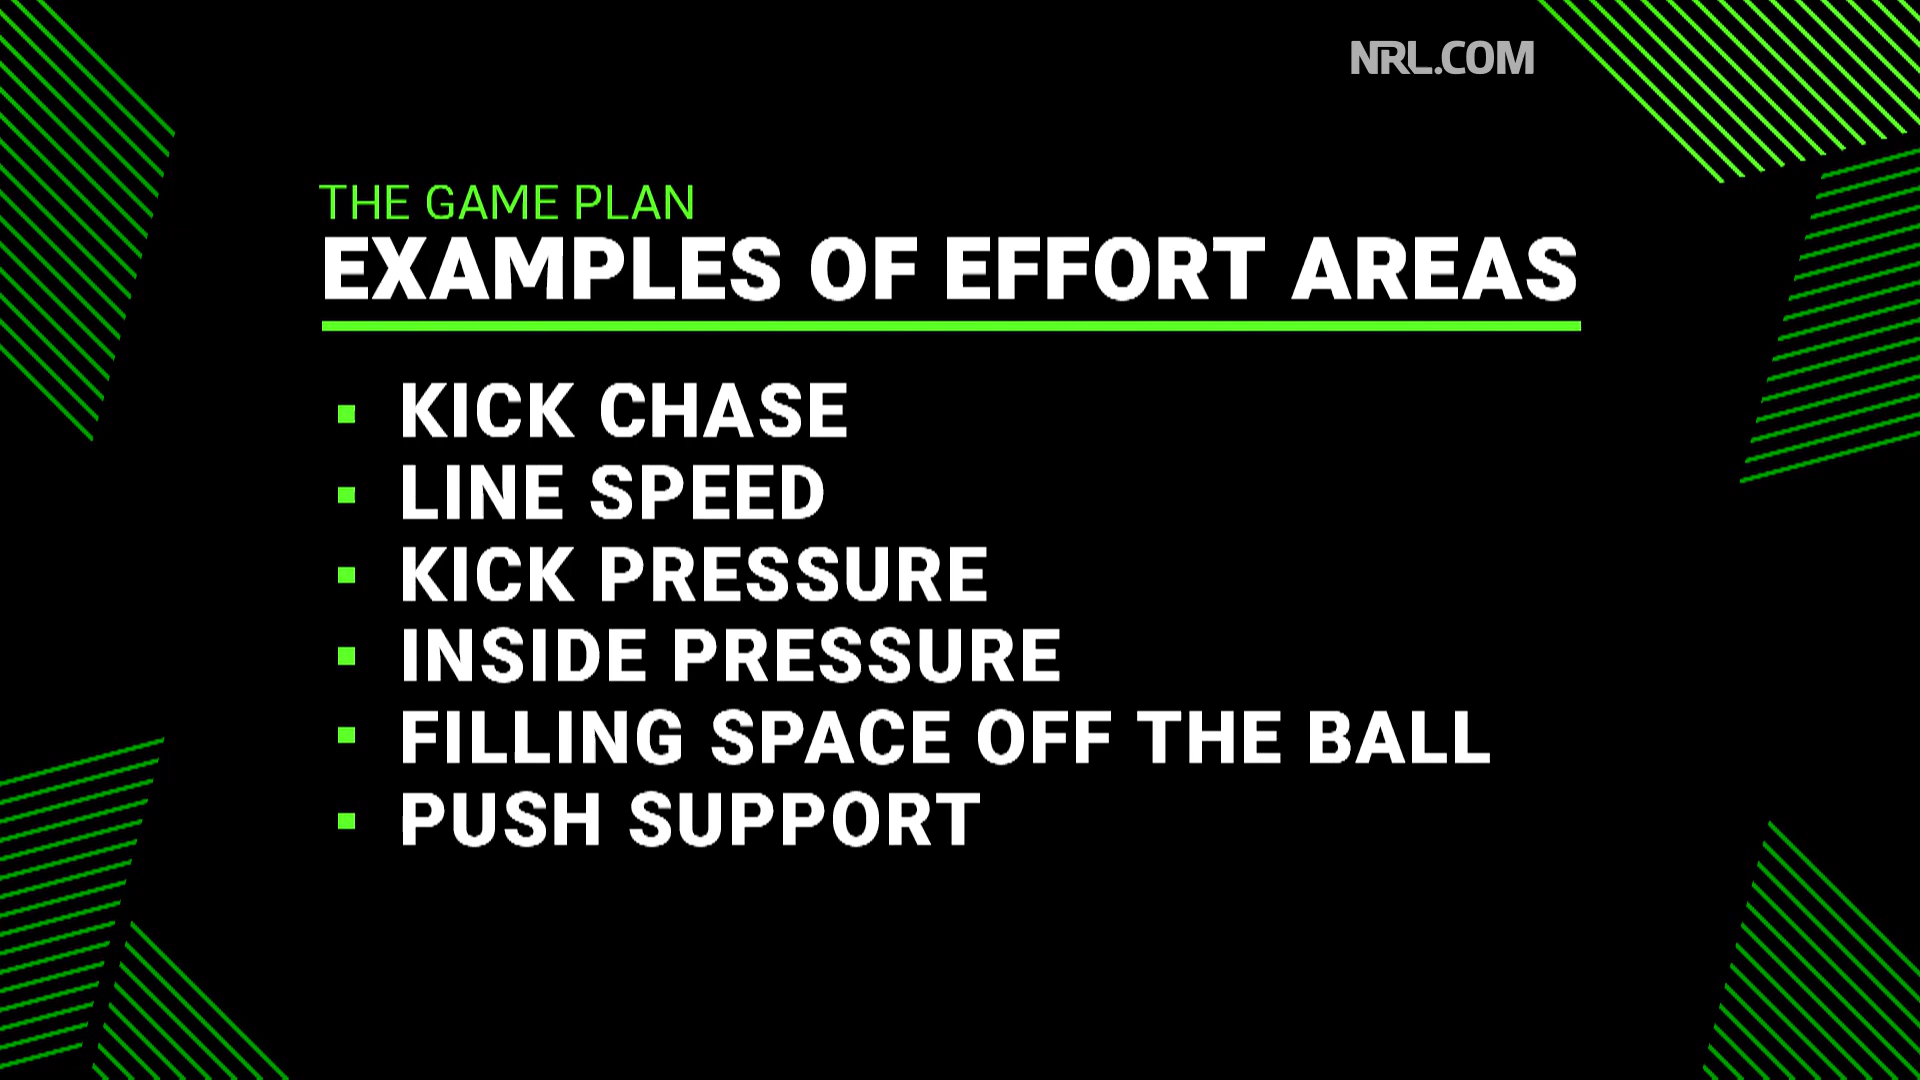 NRL.COM
THE GAME PLAN
EXAMPLES OF EFFORT AREAS
KICK CHASE
LINE SPEED
KICK PRESSURE
INSIDE PRESSURE
FILLING SPACE OFF THE BALL
PUSH SUPPORT